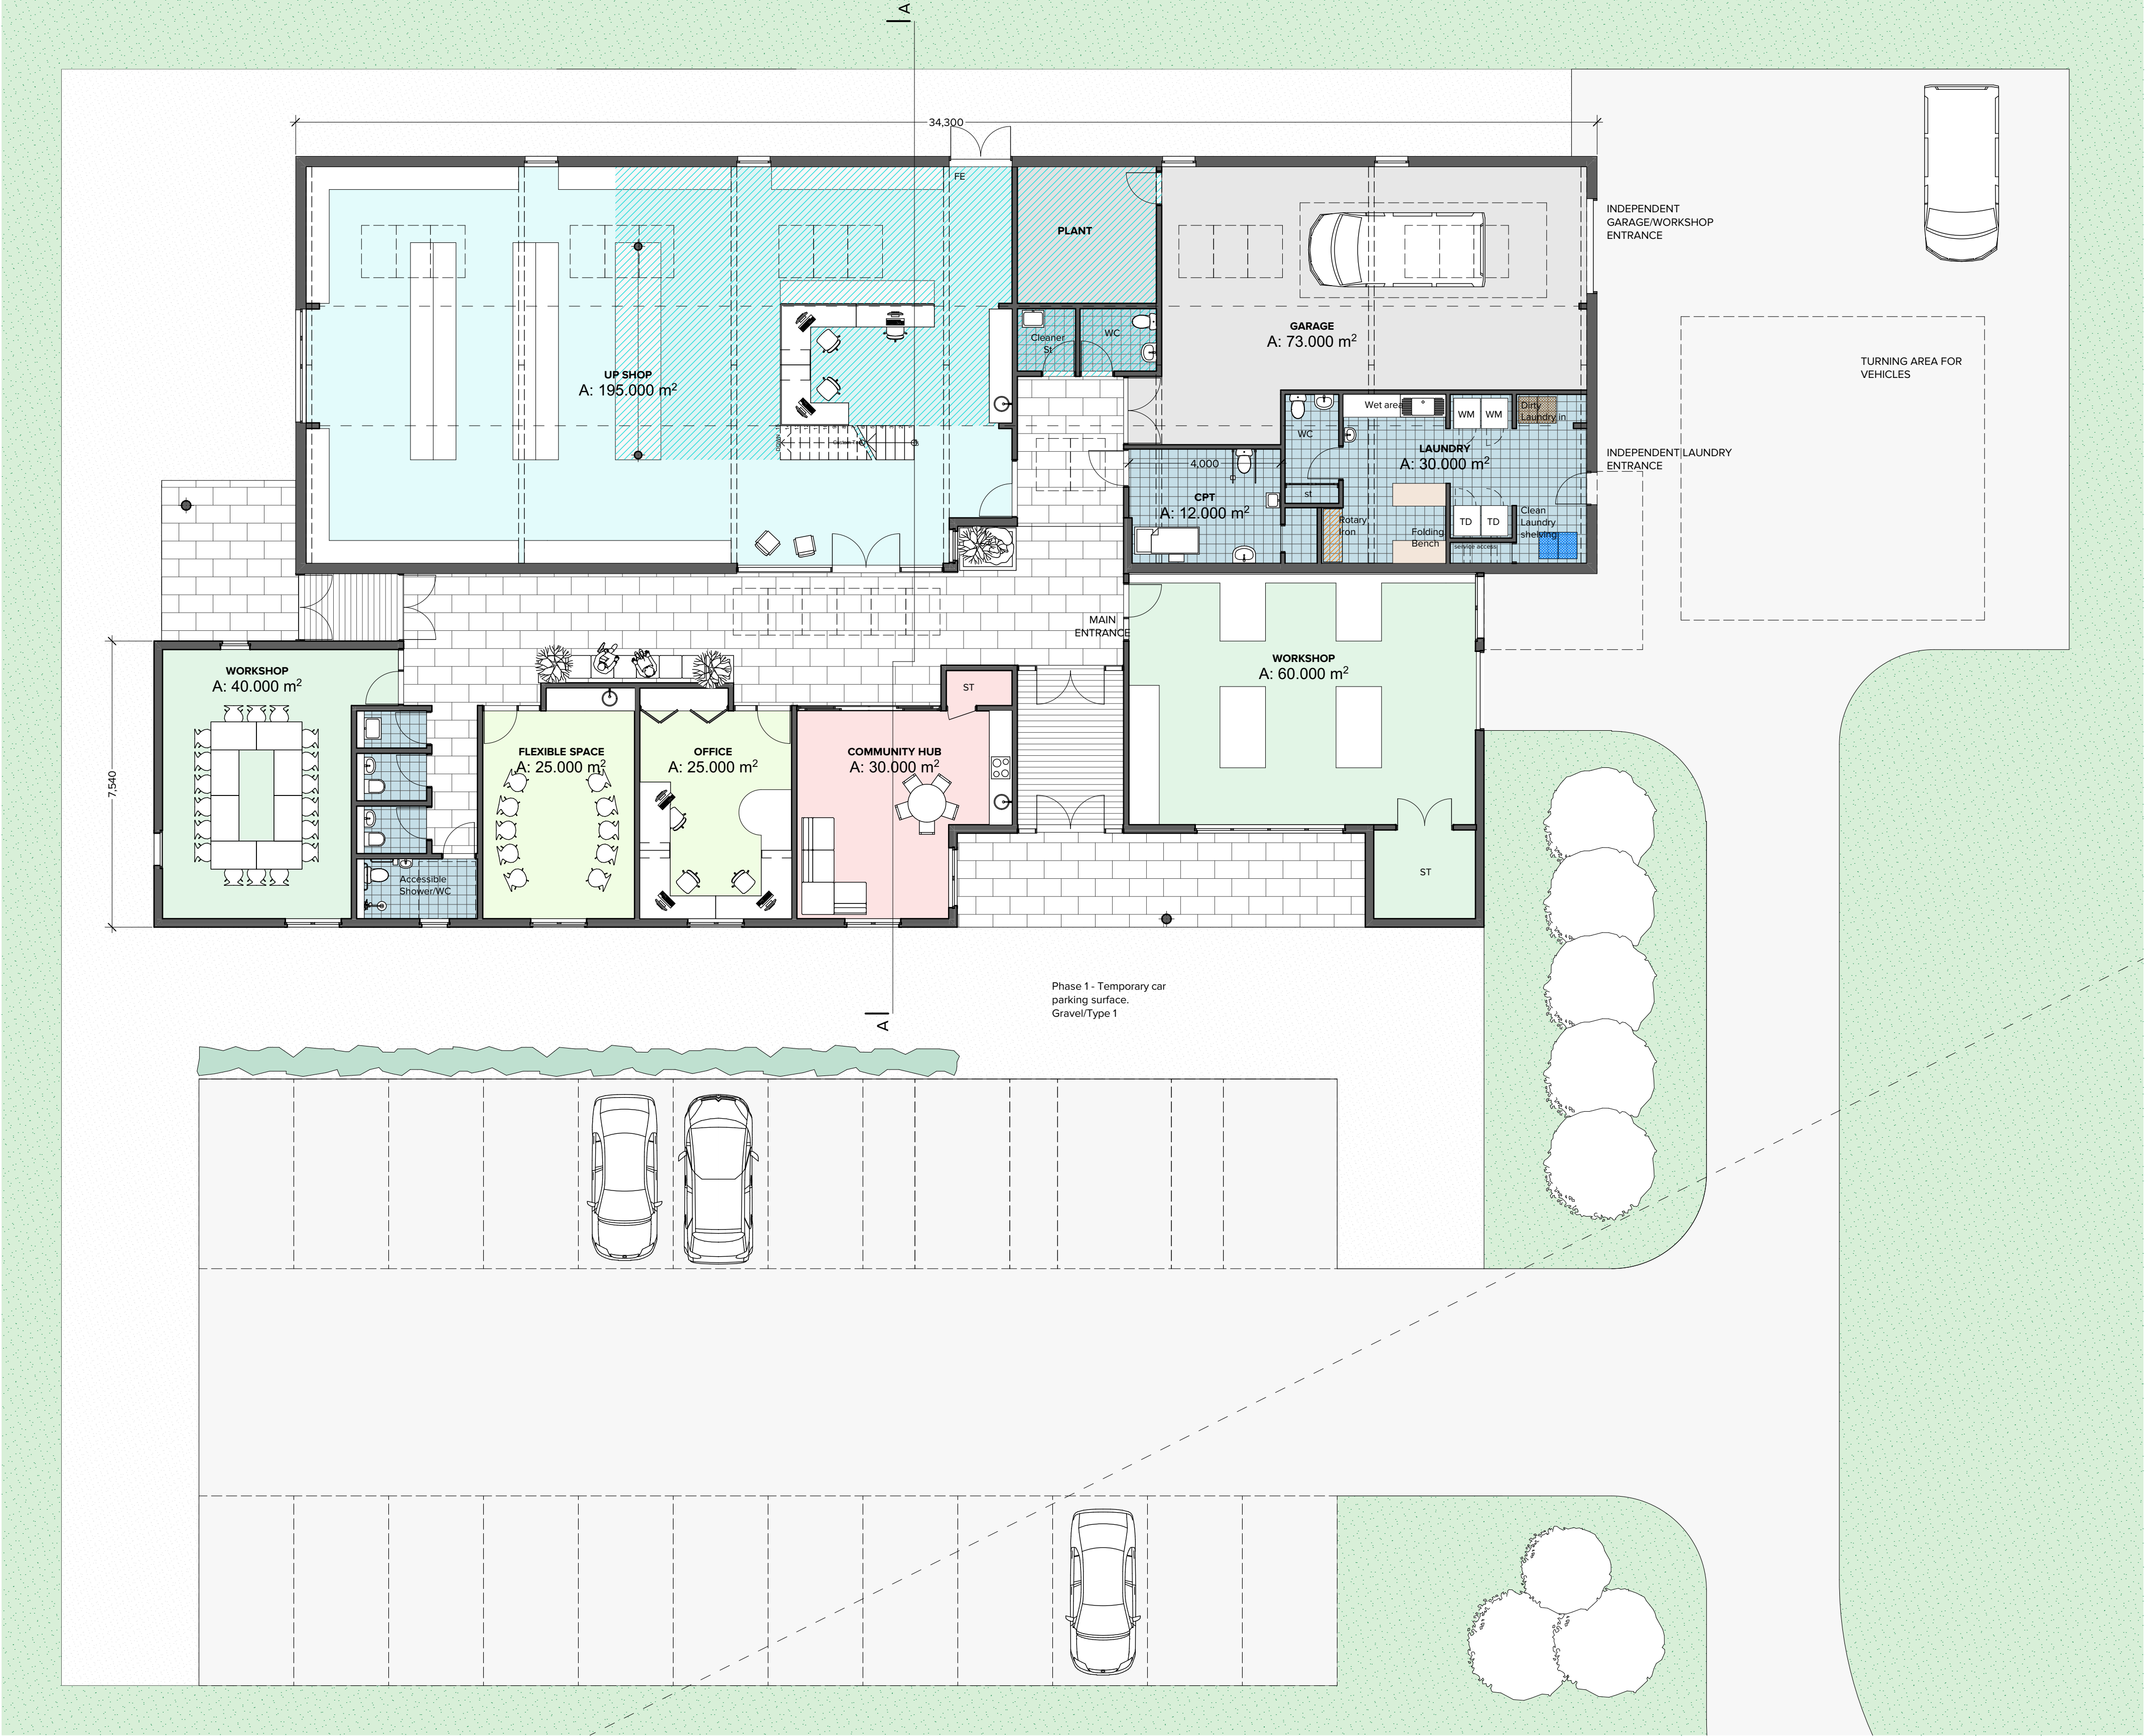 A
34,300
FE
PLANT
INDEPENDENT
GARAGE/WORKSHOP
ENTRANCE
GARAGE
A: 73.000 m²
Cleaner
St
WC
TURNING AREA FOR
VEHICLES
UP SHOP
A: 195.000 m²
Wet area
WM
WM
Dirty
Laundry in
WC
LAUNDRY
A: 30.000 m²
INDEPENDENT LAUNDRY
ENTRANCE
4,000
CPT
A: 12.000 m²
st
Rotary
Iron
Folding
Bench
TD
TD
Clean
Laundry
shelving
service access
MAIN
ENTRANCE
WORKSHOP
A: 40.000 m²
WORKSHOP
A: 60.000 m²
ST
FLEXIBLE SPACE
A: 25.000 m²
OFFICE
A: 25.000 m²
COMMUNITY HUB
A: 30.000 m²
7,540
Accessible
Shower/WC
ST
Phase 1 - Temporary car
parking surface.
Gravel/Type 1
A